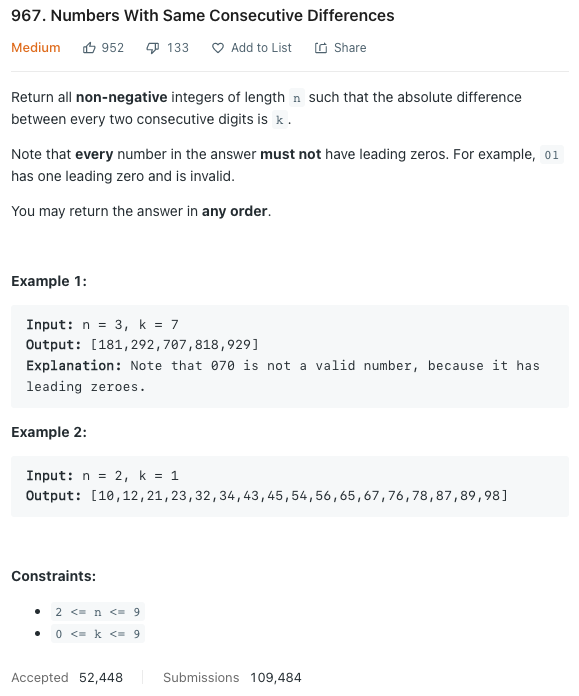 967. Numbers With Same Consecutive Differences
Medium 952 133 Add to List Share
Return all non-negative integers of length n such that the absolute difference
between every two consecutive digits is k.
Note that every number in the answer must not have leading zeros. For example, 01
has one leading zero and is invalid.
You may return the answer in any order.
Example 1:
Input: n = 3, k = 7
Output: [181,292,707,818,929]
Explanation: Note that 070 is not a valid number, because it has
leading zeroes.
Example 2:
Input: n = 2, k = 1
Output: [10,12,21,23,32,34,43,45,54,56,65,67,76,78,87,89,98]
Constraints:
• 2 <= n <= 9
• 0 <= k <= 9
Accepted 52,448 Submissions 109,484